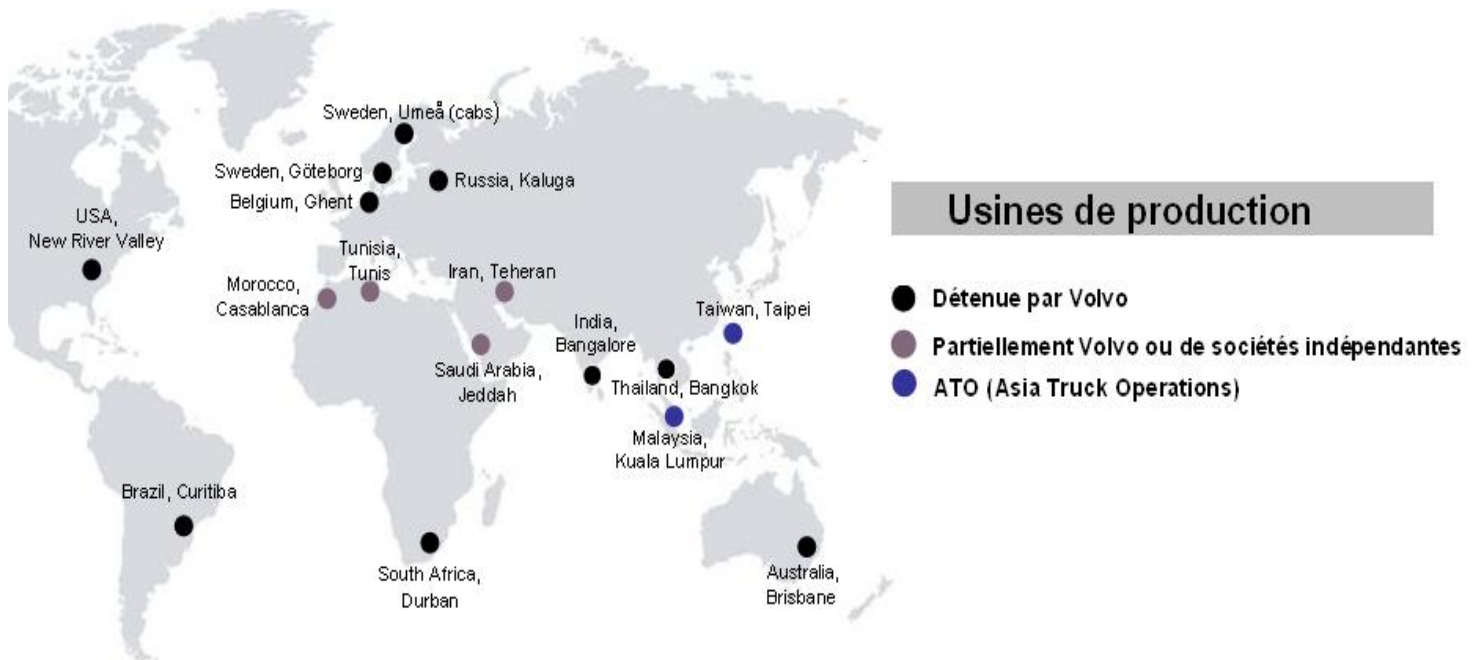 Sweden, Umeå (cabs)
Sweden, Göteborg
Russia, Kaluga
Belgium, Ghent
USA,
New River Valley
Tunisia,
Tunis
Iran, Teheran
Morocco,
Casablanca
India,
Bangalore
Taiwan, Taipei
Saudi Arabia,
Jeddah
Thailand, Bangkok
Malaysia,
Kuala Lumpur
Brazil, Curitiba
South Africa,
Durban
Australia,
Brisbane
Usines de production
Détenue par Volvo
Partiellement Volvo ou de sociétés indépendantes
ATO (Asia Truck Operations)